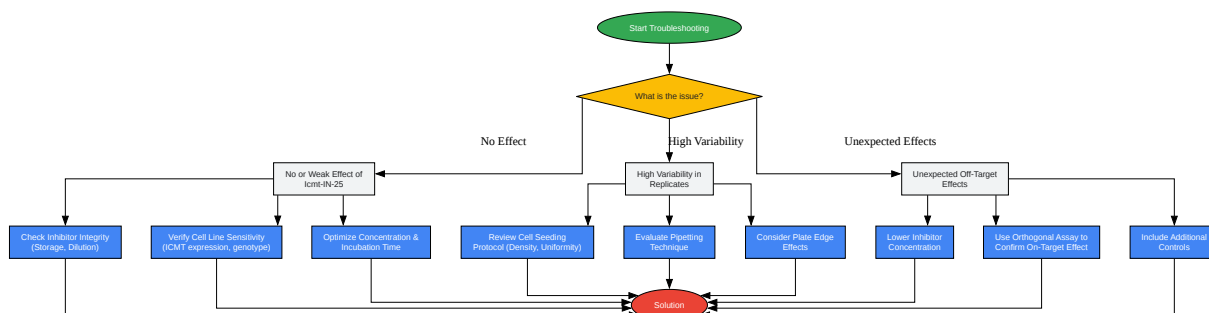 Start Troubleshooting
What is the issue?
No Effect
High Variability
Unexpected Effects
No or Weak Effect of
Icmt-IN-25
High Variability in
Replicates
Unexpected Off-Target
Effects
Check Inhibitor Integrity
(Storage, Dilution)
Verify Cell Line Sensitivity
(ICMT expression, genotype)
Optimize Concentration &
Incubation Time
Review Cell Seeding
Protocol (Density, Uniformity)
Evaluate Pipetting
Technique
Consider Plate Edge
Effects
Lower Inhibitor
Concentration
Use Orthogonal Assay to
Confirm On-Target Effect
Include Additional
Controls
Solution